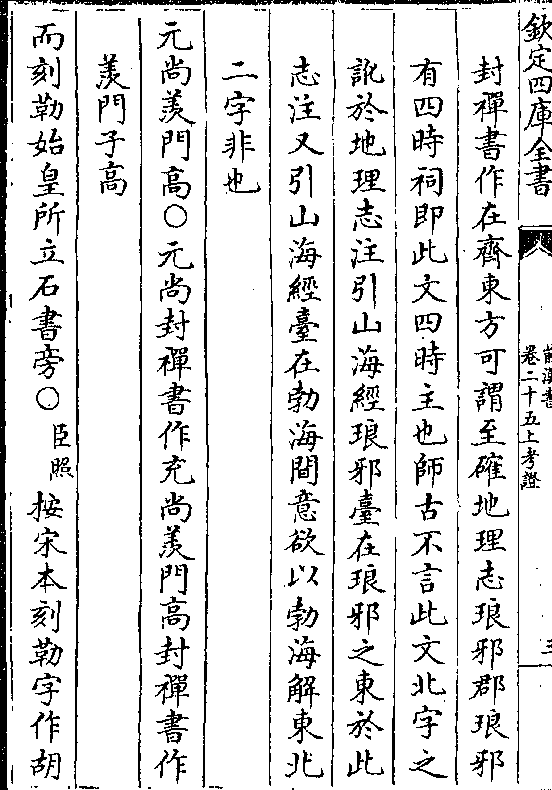 欽定四庫全書
前漢書
卷二十五上考證
三
封禪書作在齊東方可謂至確地理志琅邪郡琅邪
有四時祠即此文四時主也師古不言此文北字之
訛於地理志注引山海經琅邪臺在琅邪之東於此
志注又引山海經臺在勃海間意欲以勃海解東北
二字非也
元尚羨門高○元尚封禪書作充尚羨門高封禪書作
羨門子高
而刻勒始皇所立石書旁○臣照按宋本刻勒字作胡